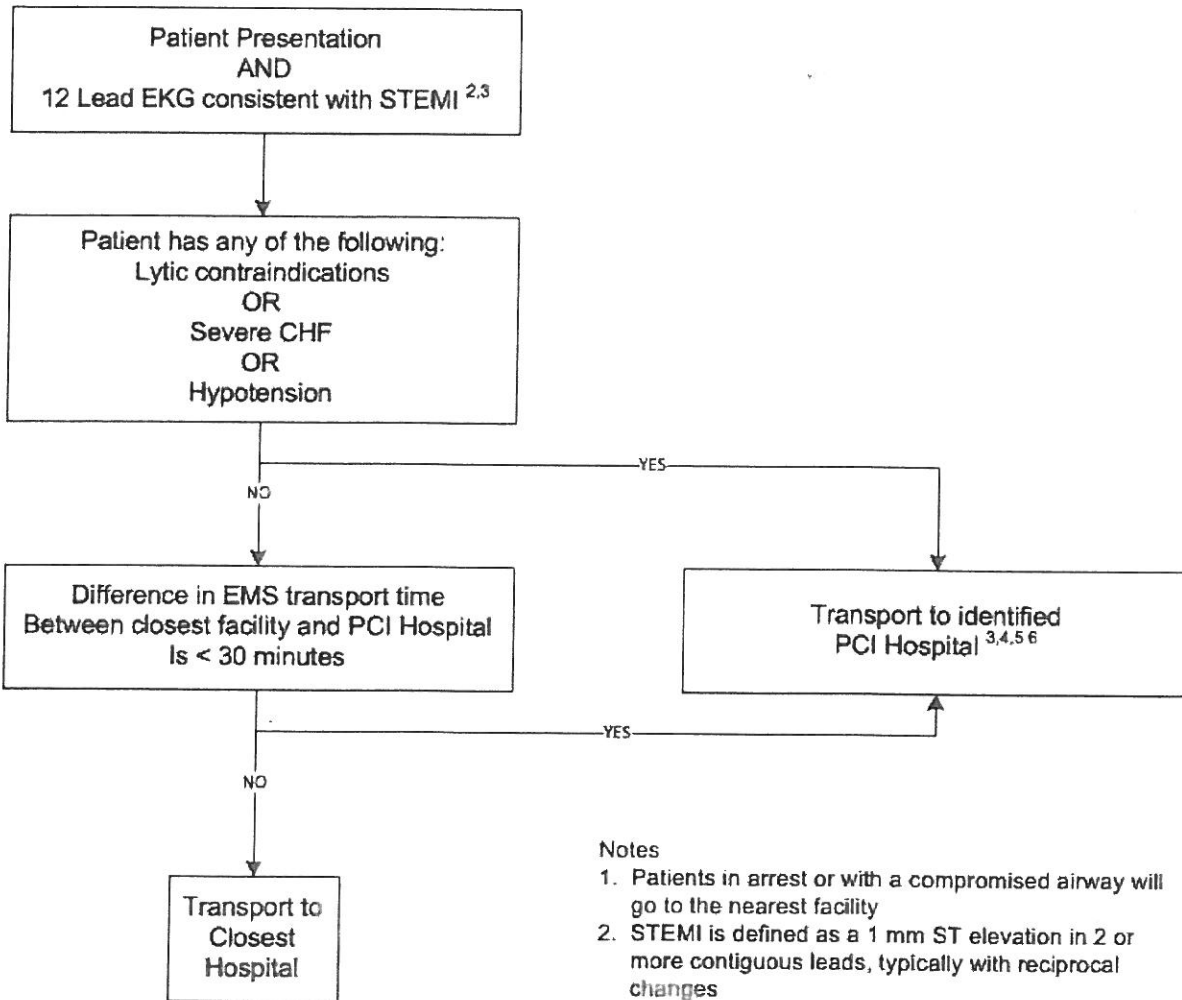 Patient Presentation
AND
12 Lead EKG consistent with STEMI 2,3
Patient has any of the following:
Lytic contraindications
OR
Severe CHF
OR
Hypotension
YES
NO
Difference in EMS transport time
Between closest facility and PCI Hospital
Is < 30 minutes
Transport to identified
PCI Hospital 3,4,5 6
YES
NO
Transport to
Closest
Hospital
Notes
1. Patients in arrest or with a compromised airway will
go to the nearest facility
2. STEMI is defined as a 1 mm ST elevation in 2 or
more contiguous leads, typically with reciprocal
changes